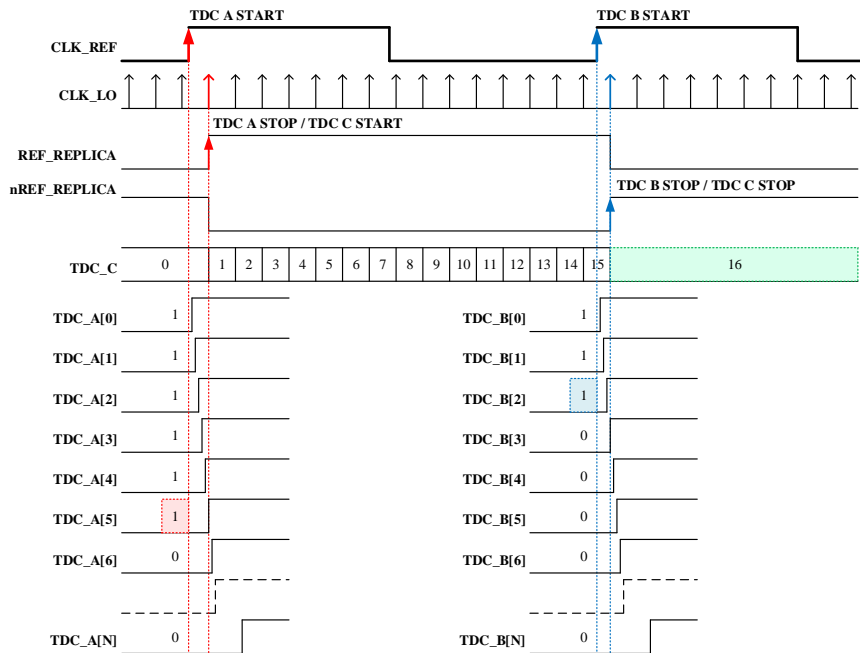 TDC A START TDC B START
CLK_REF
CLK_LO
TDC A STOP / TDC C START
REF_REPLICA
nREF_REPLICA TDC B STOP / TDC C STOP
TDC_C 0 1 2 3 4 5 6 7 8 9 10 11 12 13 14 15 16
TDC_A[0] 1 TDC_B[0] 1
TDC_A[1] 1 TDC_B[1] 1
TDC_A[2] 1 TDC_B[2] 1
TDC_A[3] 1 TDC_B[3] 0
TDC_A[4] 1 TDC_B[4] 0
TDC_A[5] 1 TDC_B[5] 0
TDC_A[6] 0 TDC_B[6] 0
TDC_A[N] 0 TDC_B[N] 0